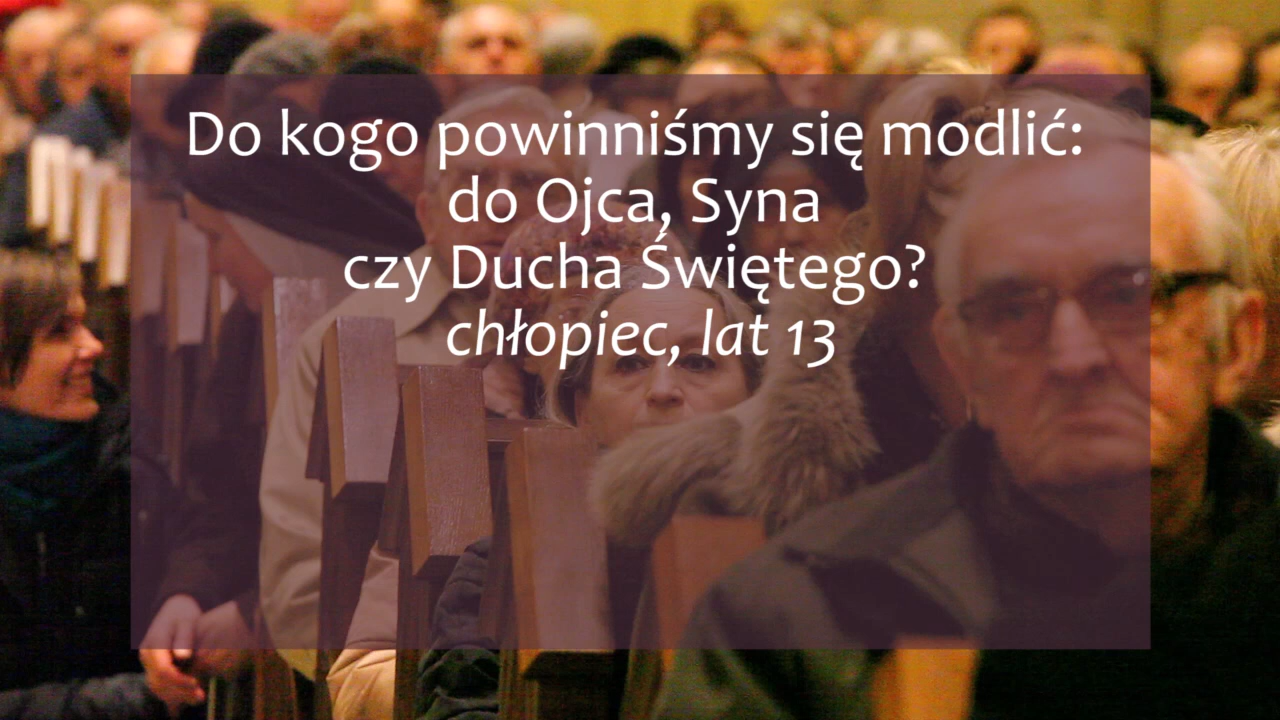 Do kogo powinniśmy się modlić:
do Ojca, Syna
czy Ducha Świętego?
chłopiec, lat 13